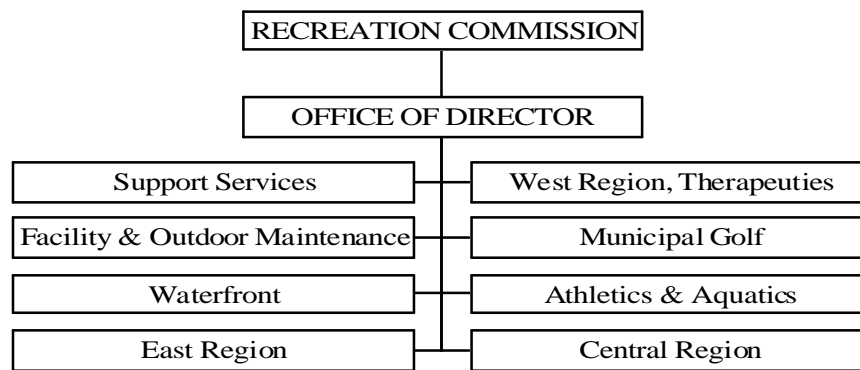 RECREATION COMMISSION
OFFICE OF DIRECTOR
Support Services
West Region, Therapeuties
Facility & Outdoor Maintenance
Municipal Golf
Waterfront
Athletics & Aquatics
East Region
Central Region